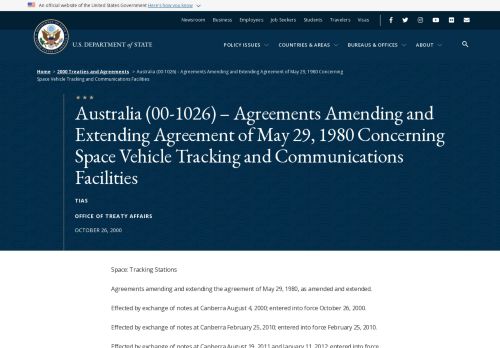 An official website of the United States Government Here's how you know
Newsroom Business Employers Job Seekers Students Travelers Visas
U.S. DEPARTMENT of STATE
POLICY ISSUES COUNTRIES & AREAS BUREAUS & OFFICES ABOUT
Home > 2000 Treaties and Agreements > Australia (00-1026) – Agreements Amending and Extending Agreement of May 29, 1980 Concerning
Space Vehicle Tracking and Communications Facilities
Australia (00-1026) – Agreements Amending and
Extending Agreement of May 29, 1980 Concerning
Space Vehicle Tracking and Communications
Facilities
TIAS
OFFICE OF TREATY AFFAIRS
OCTOBER 26, 2000
Space: Tracking Stations
Agreements amending and extending the agreement of May 29, 1980, as amended and extended.
Effected by exchange of notes at Canberra August 4, 2000; entered into force October 26, 2000.
Effected by exchange of notes at Canberra February 25, 2010; entered into force February 25, 2010.
Effected by exchange of notes at Canberra August 19, 2011 and January 11, 2012; entered into force